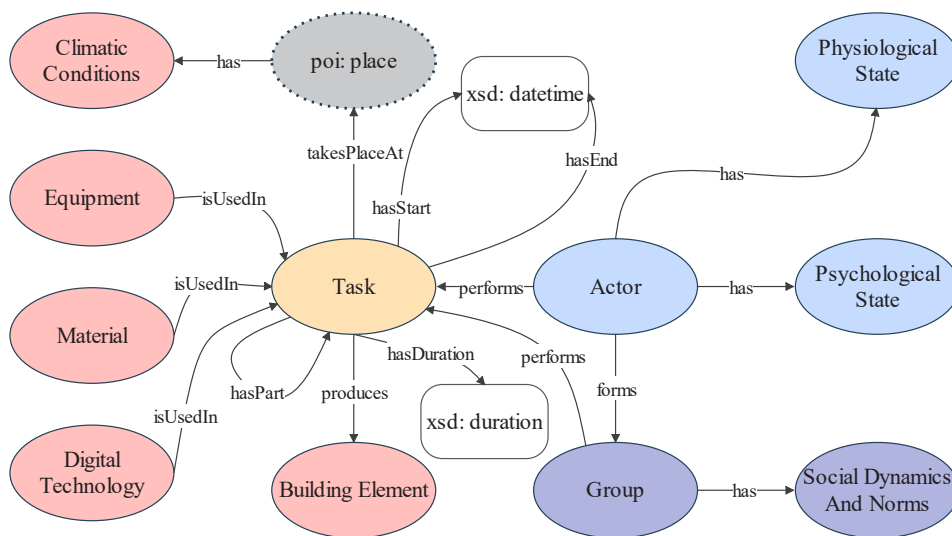 Climatic
Conditions
has
poi: place
xsd: datetime
Physiological
State
takesPlaceAt
hasEnd
has
Equipment
isUsedIn
hasStart
Task
performs
Actor
has
Psychological
State
isUsedIn
Material
hasPart
hasDuration
performs
produces
forms
isUsedIn
xsd: duration
Digital
Technology
Building Element
Group
has
Social Dynamics
And Norms